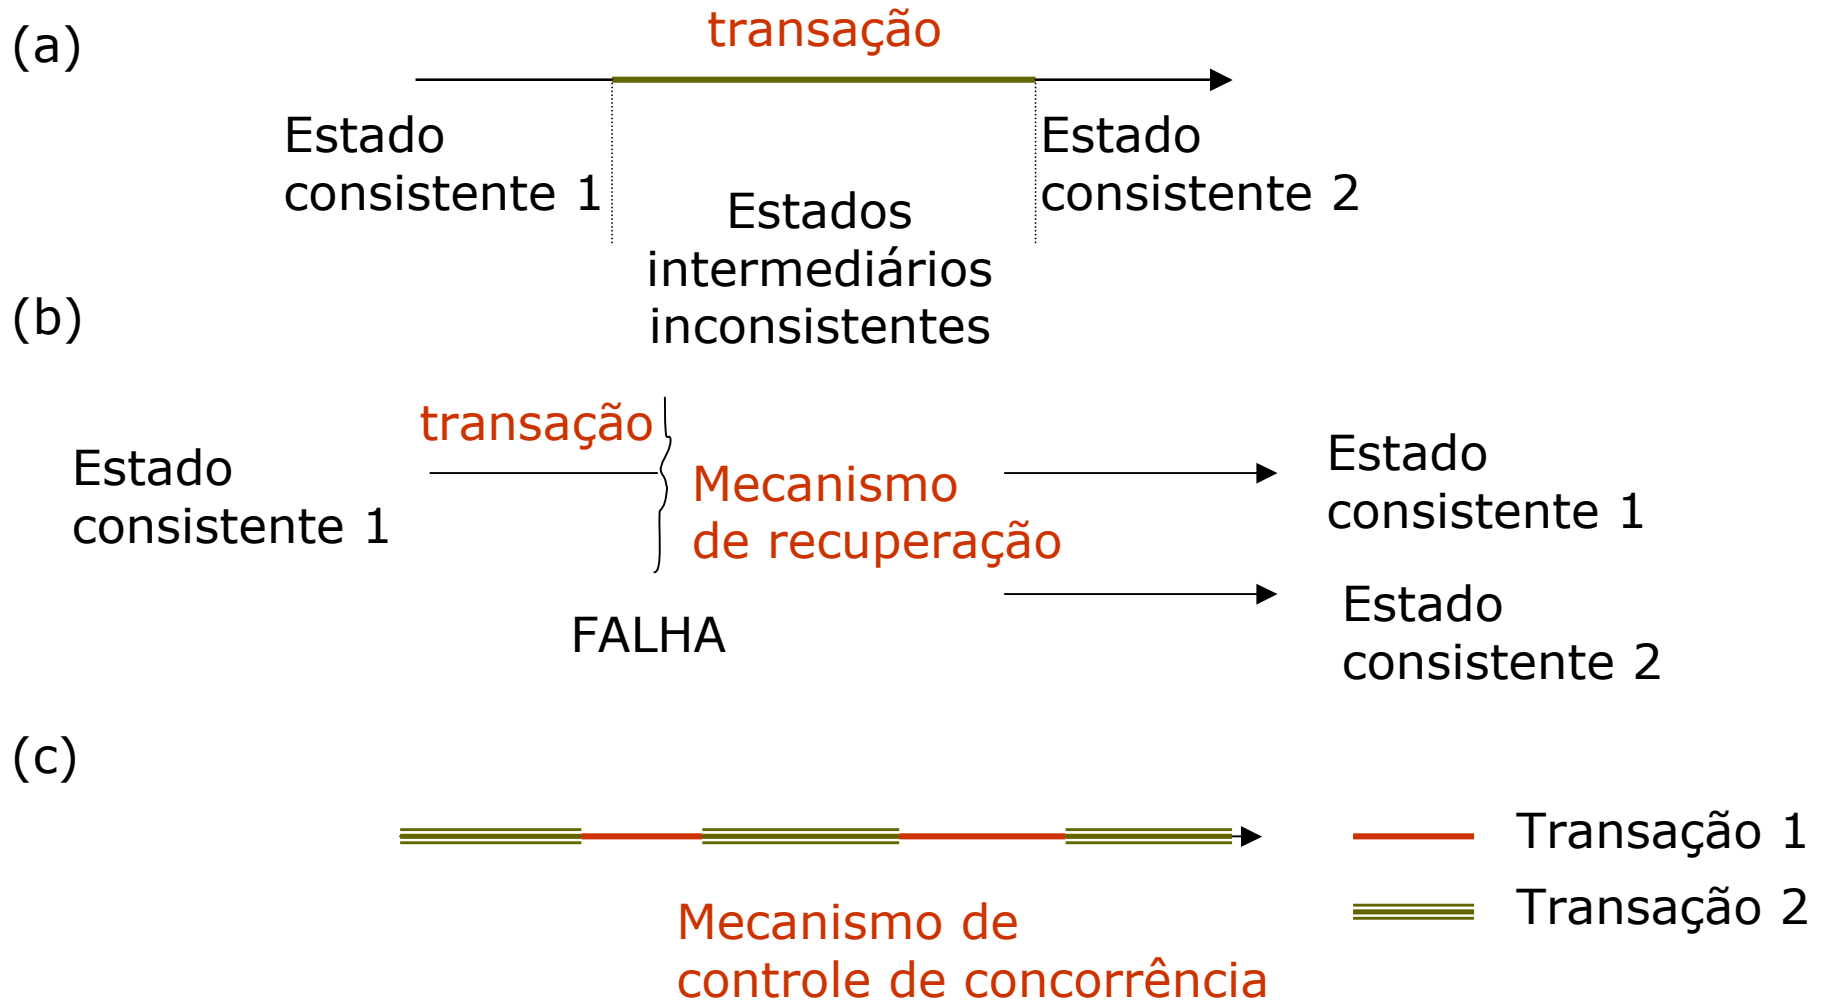 (a)
transação
Estado
consistente 1
Estados
intermediários
inconsistentes
Estado
consistente 2
(b)
Estado
consistente 1
transação
Mecanismo
de recuperação
FALHA
Estado
consistente 1
Estado
consistente 2
(c)
Transação 1
Transação 2
Mecanismo de
controle de concorrência